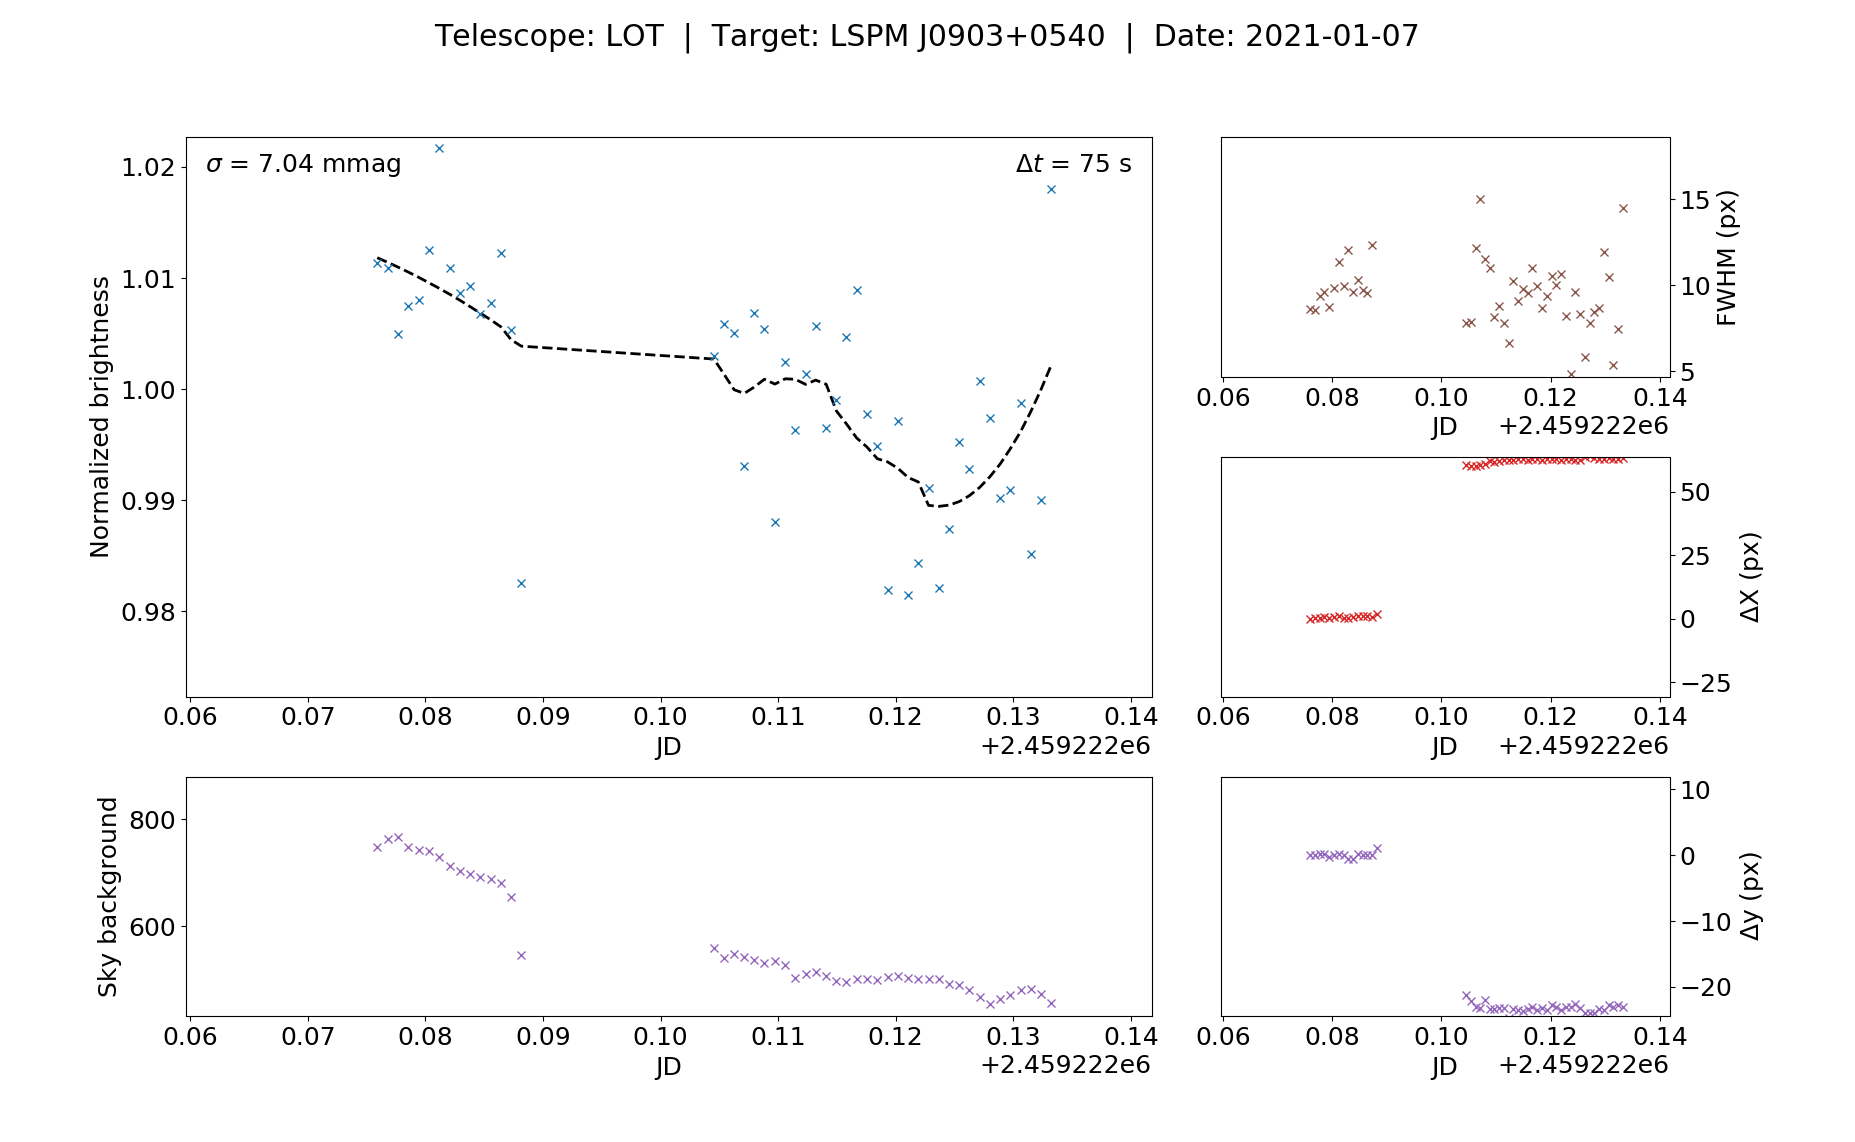 Telescope: LOT | Target: LSPM J0903+0540 | Date: 2021-01-07
σ = 7.04 mmag
Δt = 75 s
Normalized brightness
1.02
1.01
1.00
0.99
0.98
0.06 0.07 0.08 0.09 0.10 0.11 0.12 0.13 0.14
JD
+2.459222e6
FWHM (px)
15
10
5
0.06 0.08 0.10 0.12 0.14
JD
+2.459222e6
ΔX (px)
50
25
0
−25
0.06 0.08 0.10 0.12 0.14
JD
+2.459222e6
Sky background
800
600
0.06 0.07 0.08 0.09 0.10 0.11 0.12 0.13 0.14
JD
+2.459222e6
Δy (px)
10
0
−10
−20
0.06 0.08 0.10 0.12 0.14
JD
+2.459222e6